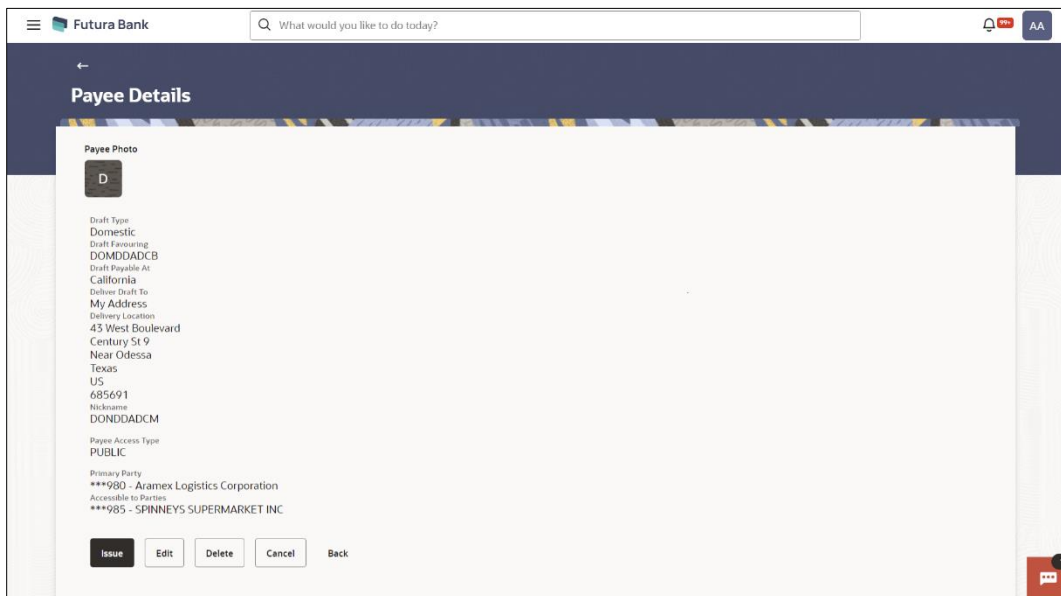 Futura Bank
What would you like to do today?
99+
AA
Payee Details
Payee Photo
D
Draft Type
Domestic
Draft Favouring
DOMDDADCB
Draft Payable At
California
Deliver Draft To
My Address
Delivery Location
43 West Boulevard
Century St 9
Near Odessa
Texas
US
685691
Nickname
DONDDADCM
Payee Access Type
PUBLIC
Primary Party
***980 - Aramex Logistics Corporation
Accessible to Parties
***985 - SPINNEYS SUPERMARKET INC
Issue Edit Delete Cancel Back